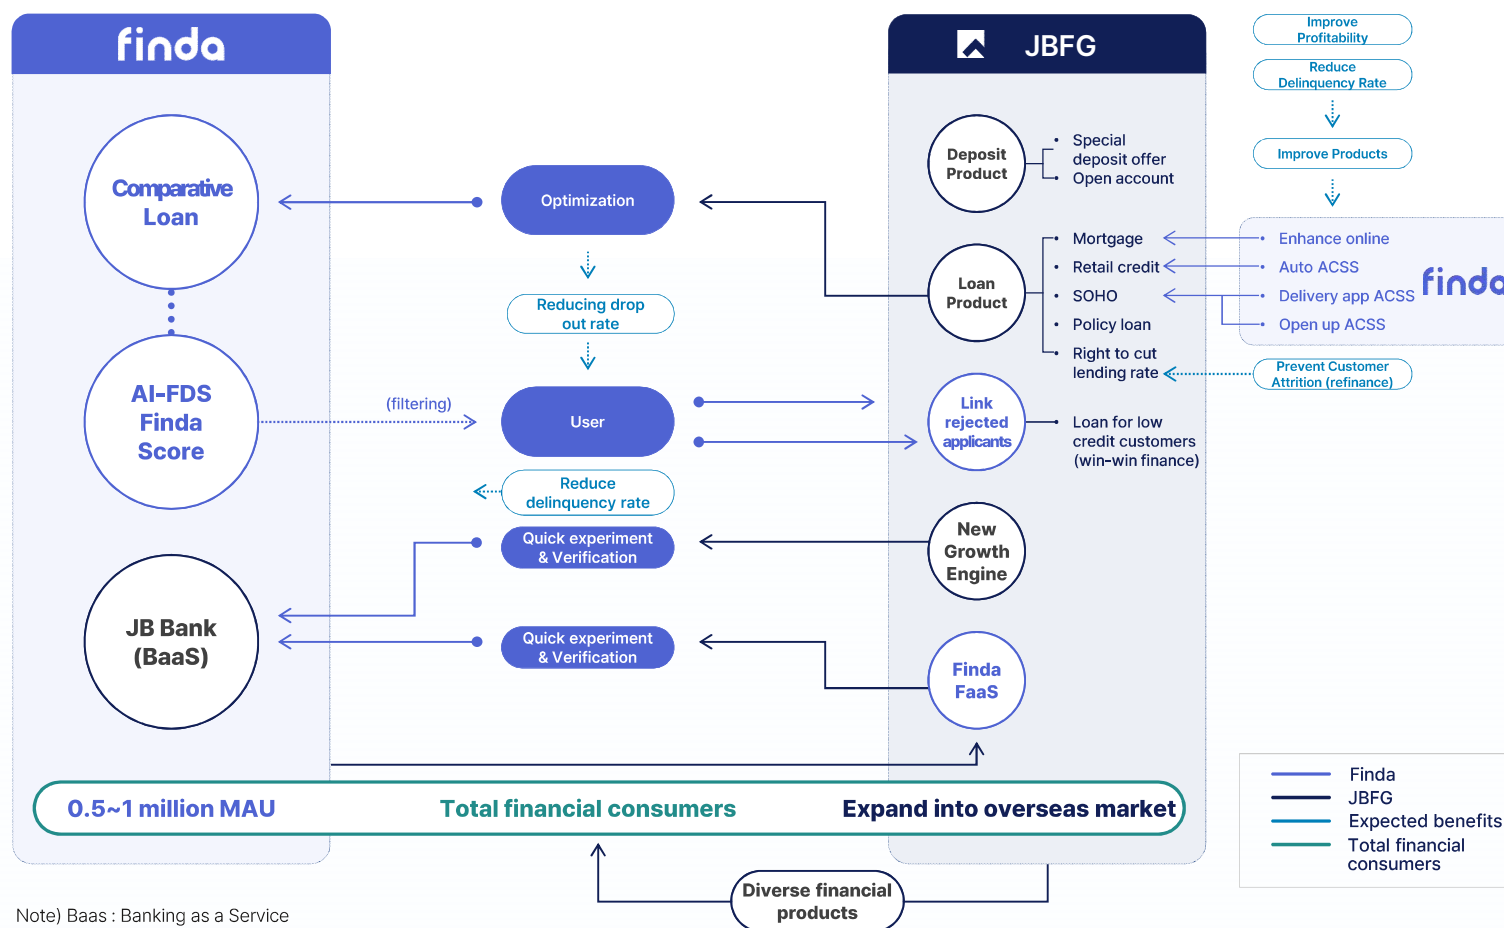 finda
Comparative
Loan
AI-FDS
Finda
Score
JB Bank
(BaaS)
Optimization
Reducing drop
out rate
(filtering)
User
Reduce
delinquency rate
Quick experiment
& Verification
Quick experiment
& Verification
JBFG
Deposit
Product
• Special
deposit offer
• Open account
Loan
Product
• Mortgage
• Retail credit
• SOHO
• Policy loan
• Right to cut
lending rate
Link
rejected
applicants
• Loan for low
credit customers
(win-win finance)
New
Growth
Engine
Finda
FaaS
Improve
Profitability
Reduce
Delinquency Rate
Improve Products
• Enhance online
• Auto ACSS
• Delivery app ACSS
• Open up ACSS
finda
Prevent Customer
Attrition (refinance)
0.5~1 million MAU
Total financial consumers
Expand into overseas market
Diverse financial
products
Finda
JBFG
Expected benefits
Total financial
consumers
Note) Baas : Banking as a Service